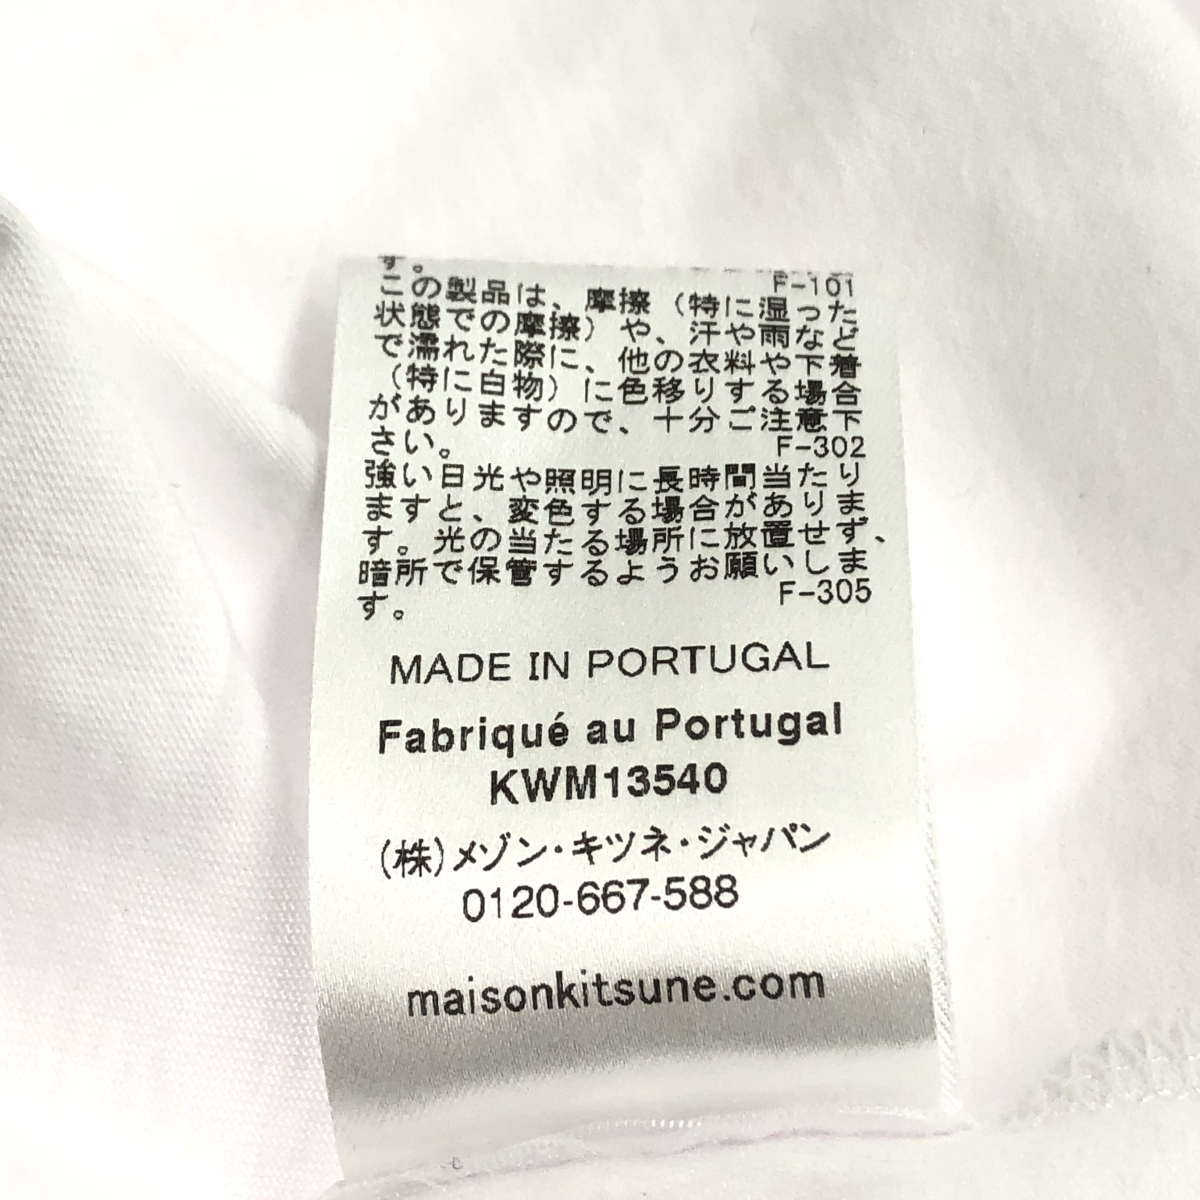 す。
F-101
この製品は、摩擦（特に湿った
状態での摩擦）や、汗や雨など
で濡れた際に、他の衣料や下着
（特に白物）に色移りする場合
がありますので、十分ご注意下
さい。 F-302
強い日光や照明に長時間当たり
ますと、変色する場合がありま
す。光の当たる場所に放置せず、
暗所で保管するようお願いしま
す。 F-305
MADE IN PORTUGAL
Fabriqué au Portugal
KWM13540
(株)メゾン・キツネ・ジャパン
0120-667-588
maisonkitsune.com